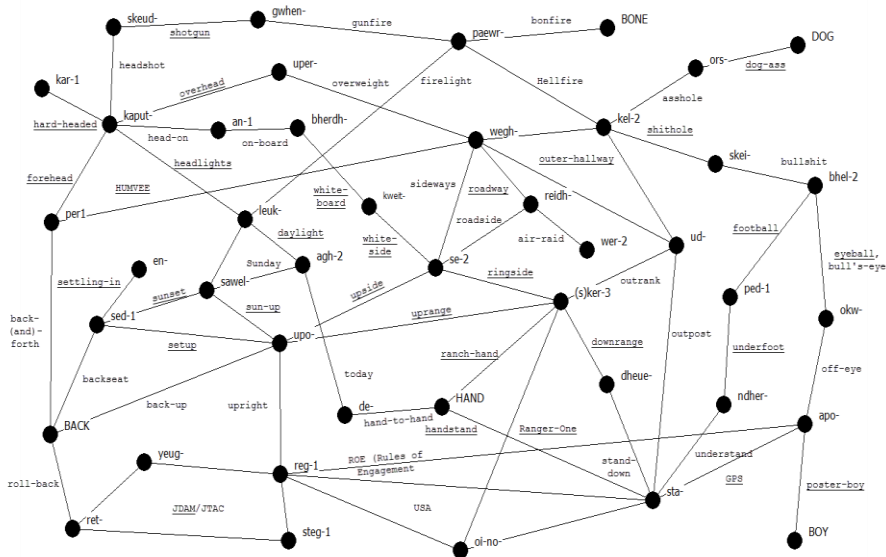 gwhen-
skeud-
shotgun
gunfire
paewr-
bonfire
BONE
DOG
ors-
dog-ass
headshot
uper-
overhead
overweight
firelight
Hellfire
asshole
kar-1
kaput-
hard-headed
an-1
bherdh-
head-on
on-board
wegh-
kel-2
shithole
skei-
bullshit
bhel-2
forehead
headlights
outer-hallway
HUMVEE
white-
board
kweit-
sideways
roadway
reidh-
per1
leuk-
roadside
air-raid
wer-2
ud-
football
eyeball,
bull's-eye
daylight
agh-2
white-
side
se-2
en-
settling-in
Sunday
sawel-
sunset
sun-up
upside
ringside
(s)ker-3
outrank
ped-1
okw-
back-
(and)-
forth
sed-1
setup
upo-
uprange
ranch-hand
downrange
outpost
underfoot
off-eye
backseat
today
dheue-
back-up
upright
de-
HAND
hand-to-hand
handstand
Ranger-One
ndher-
apo-
BACK
yeug-
reg-1
ROE (Rules of
Engagement
stand-
down
understand
GPS
poster-boy
roll-back
sta-
JDAM/JTAC
USA
ret-
steg-1
oi-no-
BOY